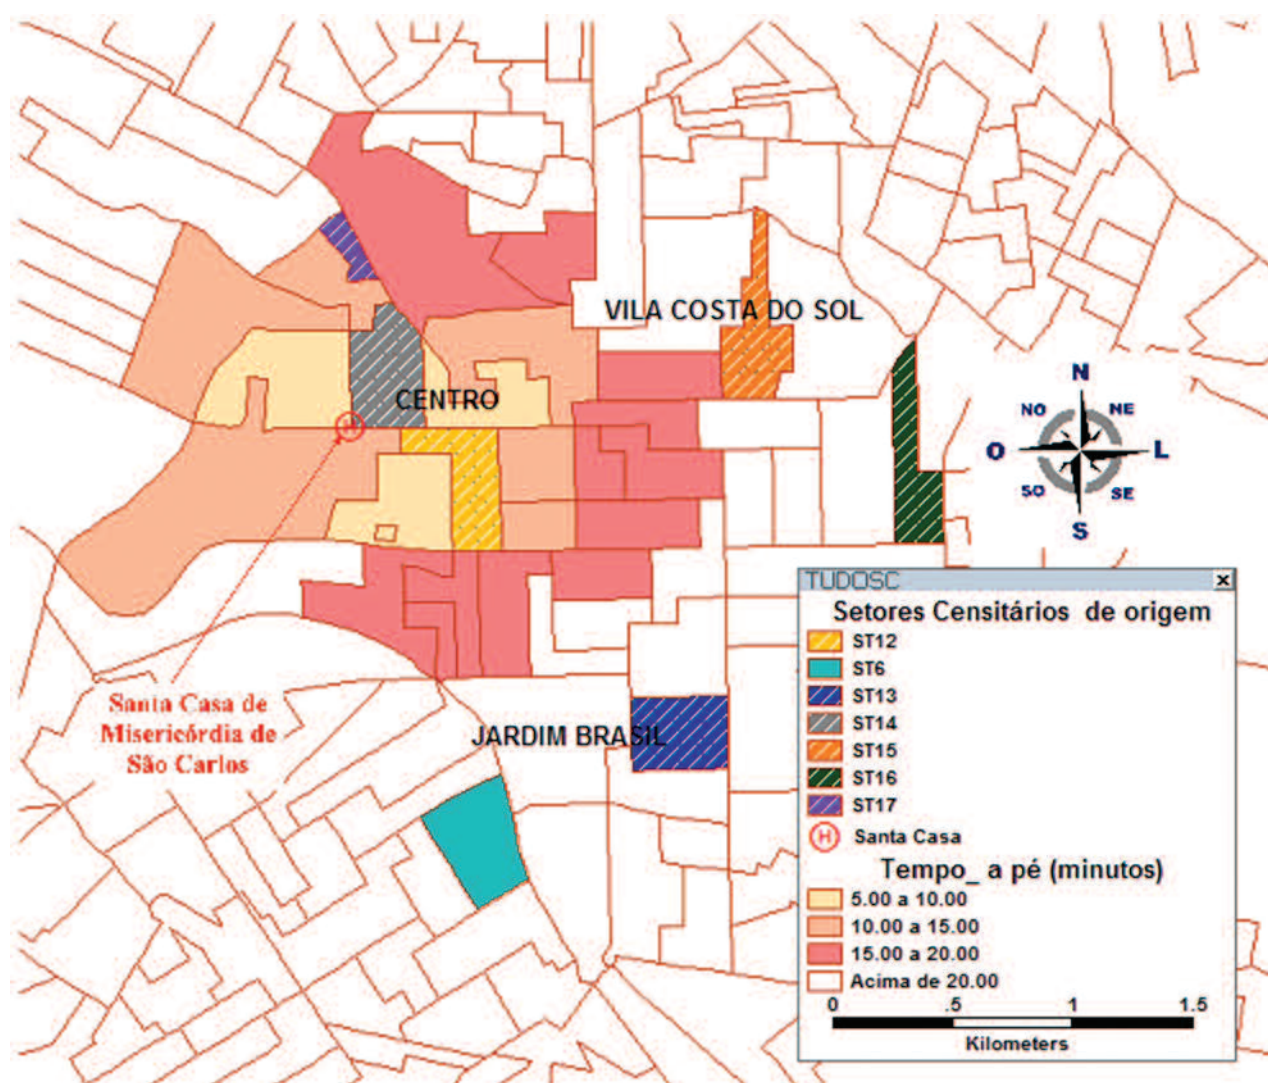 VILA COSTA DO SOL
CENTRO
H
N
NO
NE
O
L
SO
SE
S
Santa Casa de
Misericórdia de
São Carlos
JARDIM BRASIL
TUDOSC
Setores Censitários de origem
ST12
ST6
ST13
ST14
ST15
ST16
ST17
H Santa Casa
Tempo_ a pé (minutos)
5.00 a 10.00
10.00 a 15.00
15.00 a 20.00
Acima de 20.00
0 .5 1 1.5
Kilometers